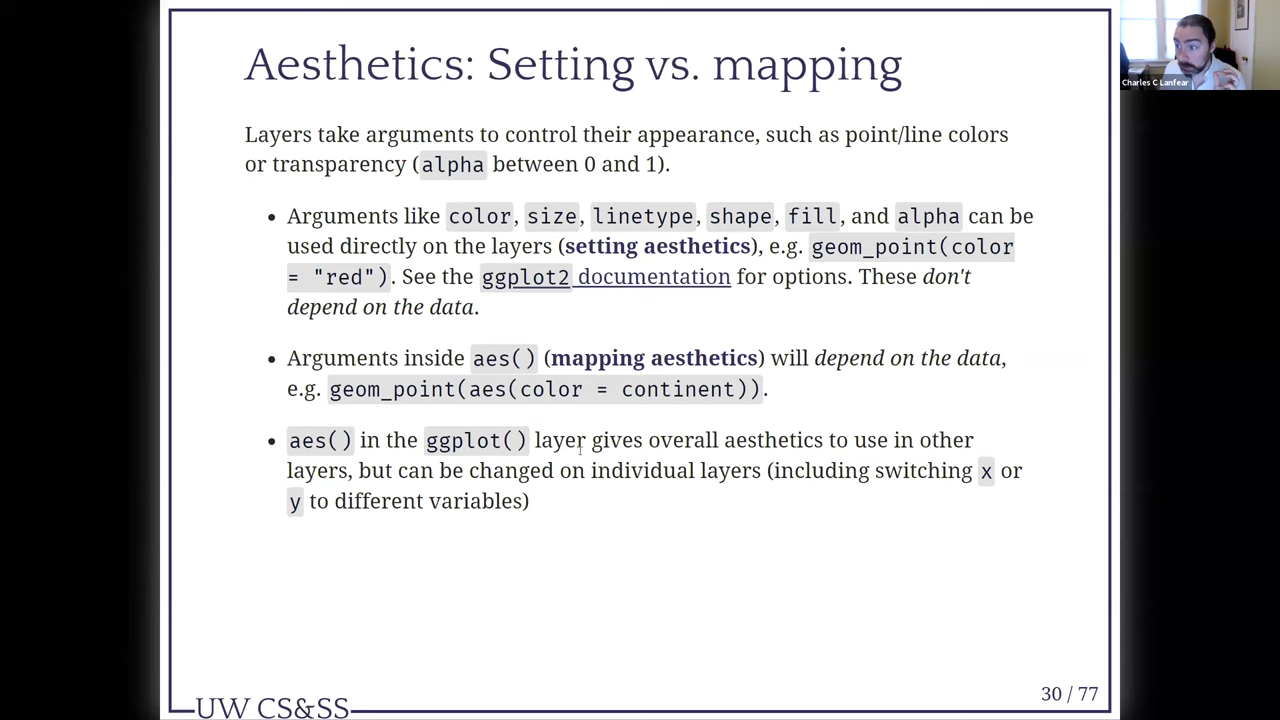 Aesthetics: Setting vs. mapping
Charles C Lanfear
Layers take arguments to control their appearance, such as point/line colors
or transparency (alpha between 0 and 1).
• Arguments like color, size, linetype, shape, fill, and alpha can be
used directly on the layers (setting aesthetics), e.g. geom_point(color
= "red"). See the ggplot2 documentation for options. These don't
depend on the data.
• Arguments inside aes() (mapping aesthetics) will depend on the data,
e.g. geom_point(aes(color = continent)).
• aes() in the ggplot() layer gives overall aesthetics to use in other
layers, but can be changed on individual layers (including switching x or
y to different variables)
30 / 77
UW CS&SS